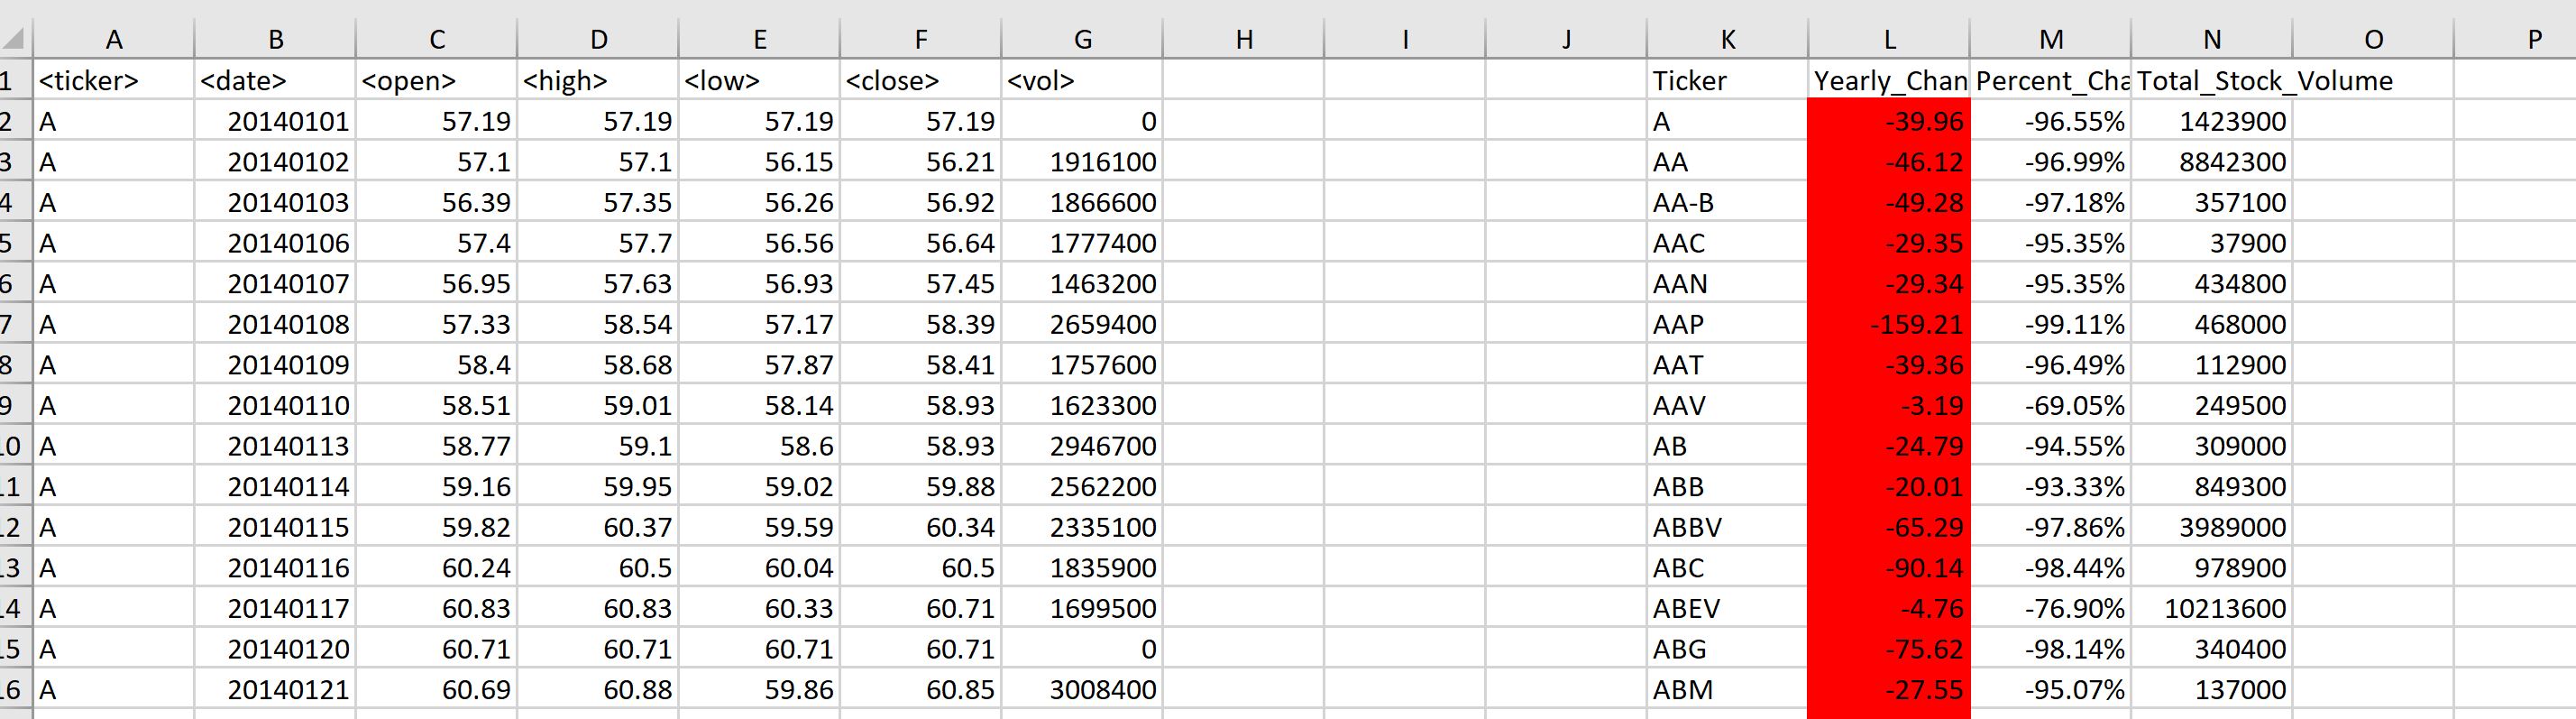 A B C D E F G H I J K L M N O P
1 <ticker> <date> <open> <high> <low> <close> <vol> Ticker Yearly_Chan Percent_Cha Total_Stock_Volume
2 A 20140101 57.19 57.19 57.19 57.19 0 A -39.96 -96.55% 1423900
3 A 20140102 57.1 57.1 56.15 56.21 1916100 AA -46.12 -96.99% 8842300
4 A 20140103 56.39 57.35 56.26 56.92 1866600 AA-B -49.28 -97.18% 357100
5 A 20140106 57.4 57.7 56.56 56.64 1777400 AAC -29.35 -95.35% 37900
6 A 20140107 56.95 57.63 56.93 57.45 1463200 AAN -29.34 -95.35% 434800
7 A 20140108 57.33 58.54 57.17 58.39 2659400 AAP -159.21 -99.11% 468000
8 A 20140109 58.4 58.68 57.87 58.41 1757600 AAT -39.36 -96.49% 112900
9 A 20140110 58.51 59.01 58.14 58.93 1623300 AAV -3.19 -69.05% 249500
10 A 20140113 58.77 59.1 58.6 58.93 2946700 AB -24.79 -94.55% 309000
11 A 20140114 59.16 59.95 59.02 59.88 2562200 ABB -20.01 -93.33% 849300
12 A 20140115 59.82 60.37 59.59 60.34 2335100 ABBV -65.29 -97.86% 3989000
13 A 20140116 60.24 60.5 60.04 60.5 1835900 ABC -90.14 -98.44% 978900
14 A 20140117 60.83 60.83 60.33 60.71 1699500 ABEV -4.76 -76.90% 10213600
15 A 20140120 60.71 60.71 60.71 60.71 0 ABG -75.62 -98.14% 340400
16 A 20140121 60.69 60.88 59.86 60.85 3008400 ABM -27.55 -95.07% 137000